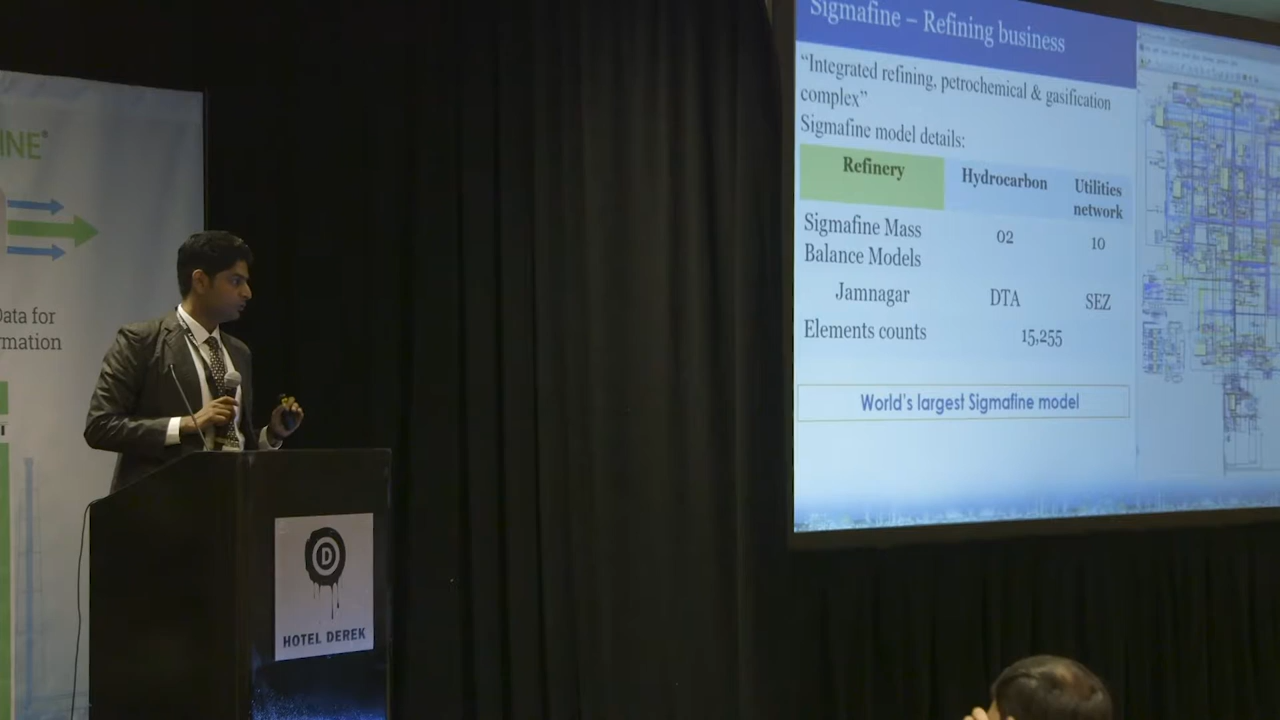 INE®
Data for
rmation
D
HOTEL DEREK
Sigmafine – Refining business
“Integrated refining, petrochemical & gasification
complex”
Sigmafine model details:
Refinery Hydrocarbon Utilities
network
Sigmafine Mass
Balance Models 02 10
Jamnagar DTA SEZ
Elements counts 15,255
World's largest Sigmafine model